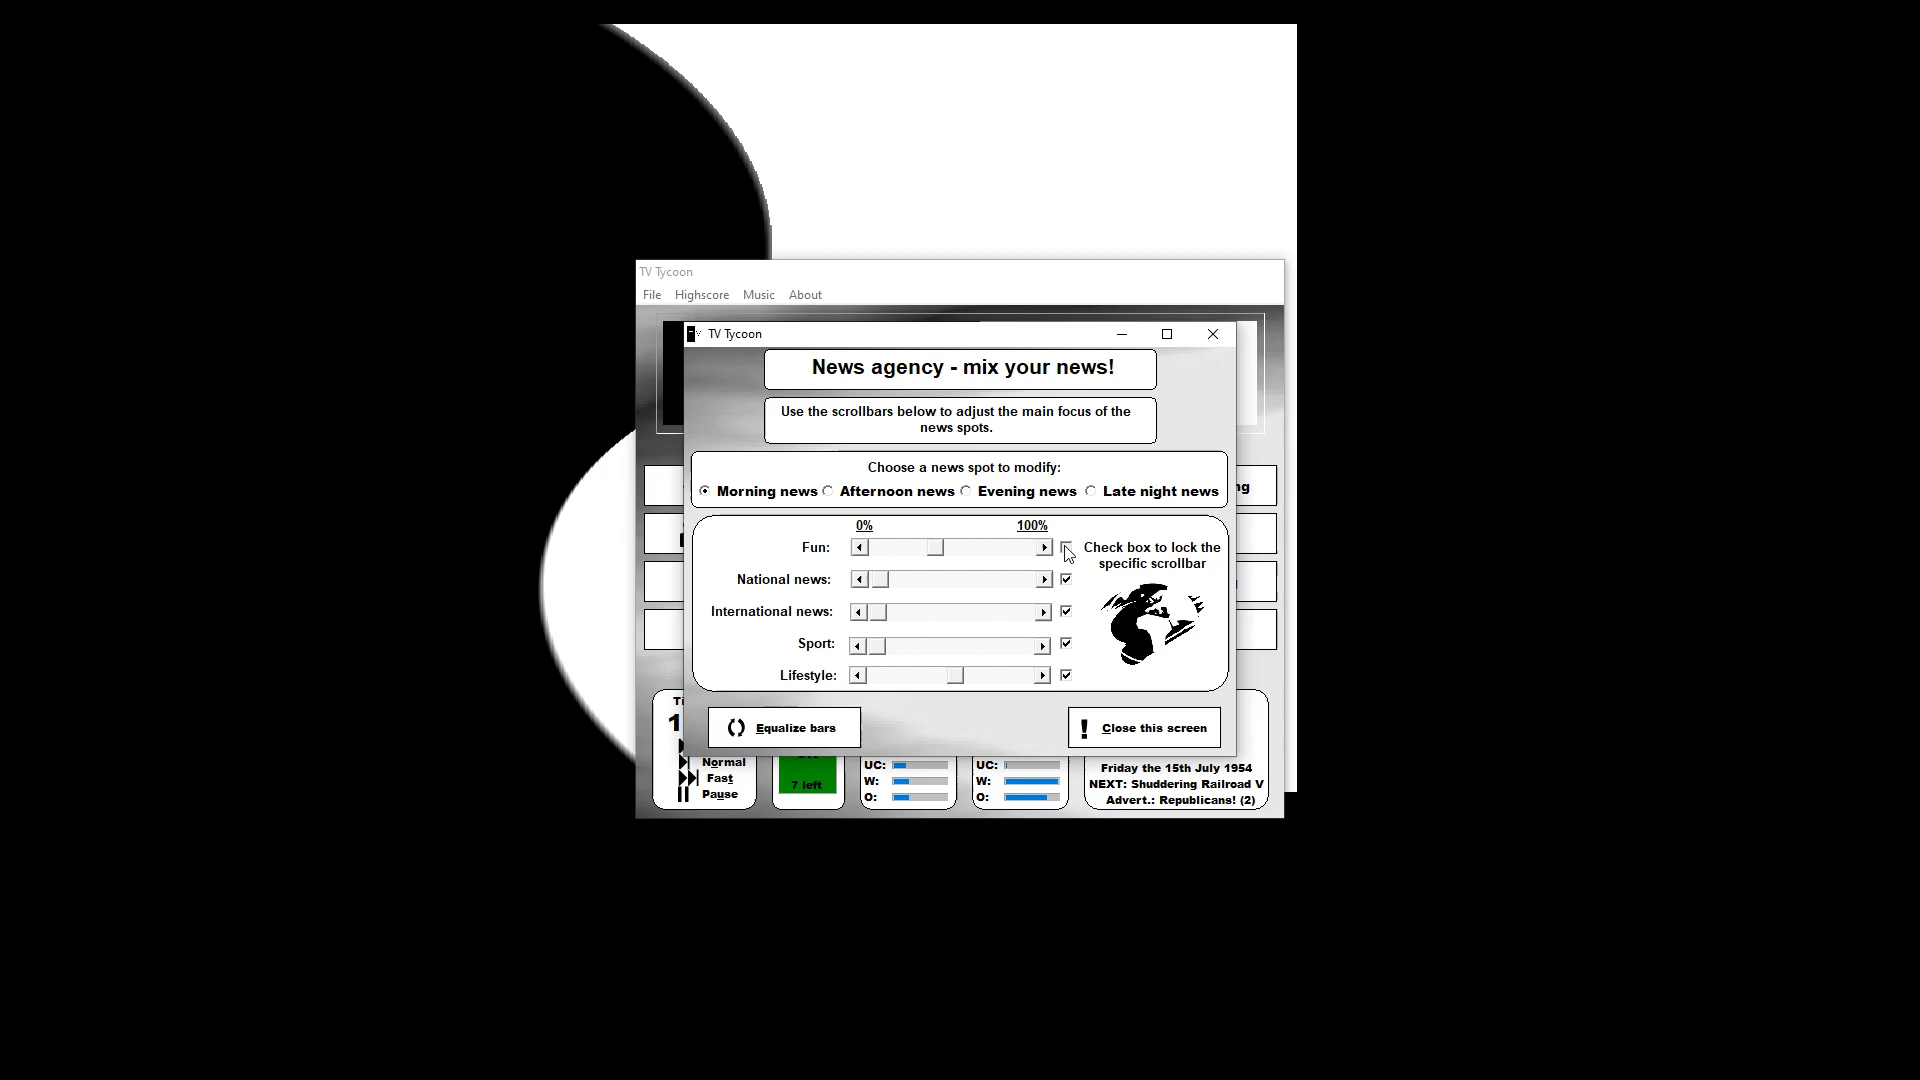 TV Tycoon
File Highscore Music About
TV Tycoon
News agency - mix your news!
Use the scrollbars below to adjust the main focus of the
news spots.
Choose a news spot to modify:
Morning news Afternoon news Evening news Late night news
0% 100%
Fun:
Check box to lock the
specific scrollbar
National news:
International news:
Sport:
Lifestyle:
Equalize bars
Close this screen
Normal
Fast
Pause
7 left
UC:
W:
O:
UC:
W:
O:
Friday the 15th July 1954
NEXT: Shuddering Railroad V
Advert.: Republicans! (2)